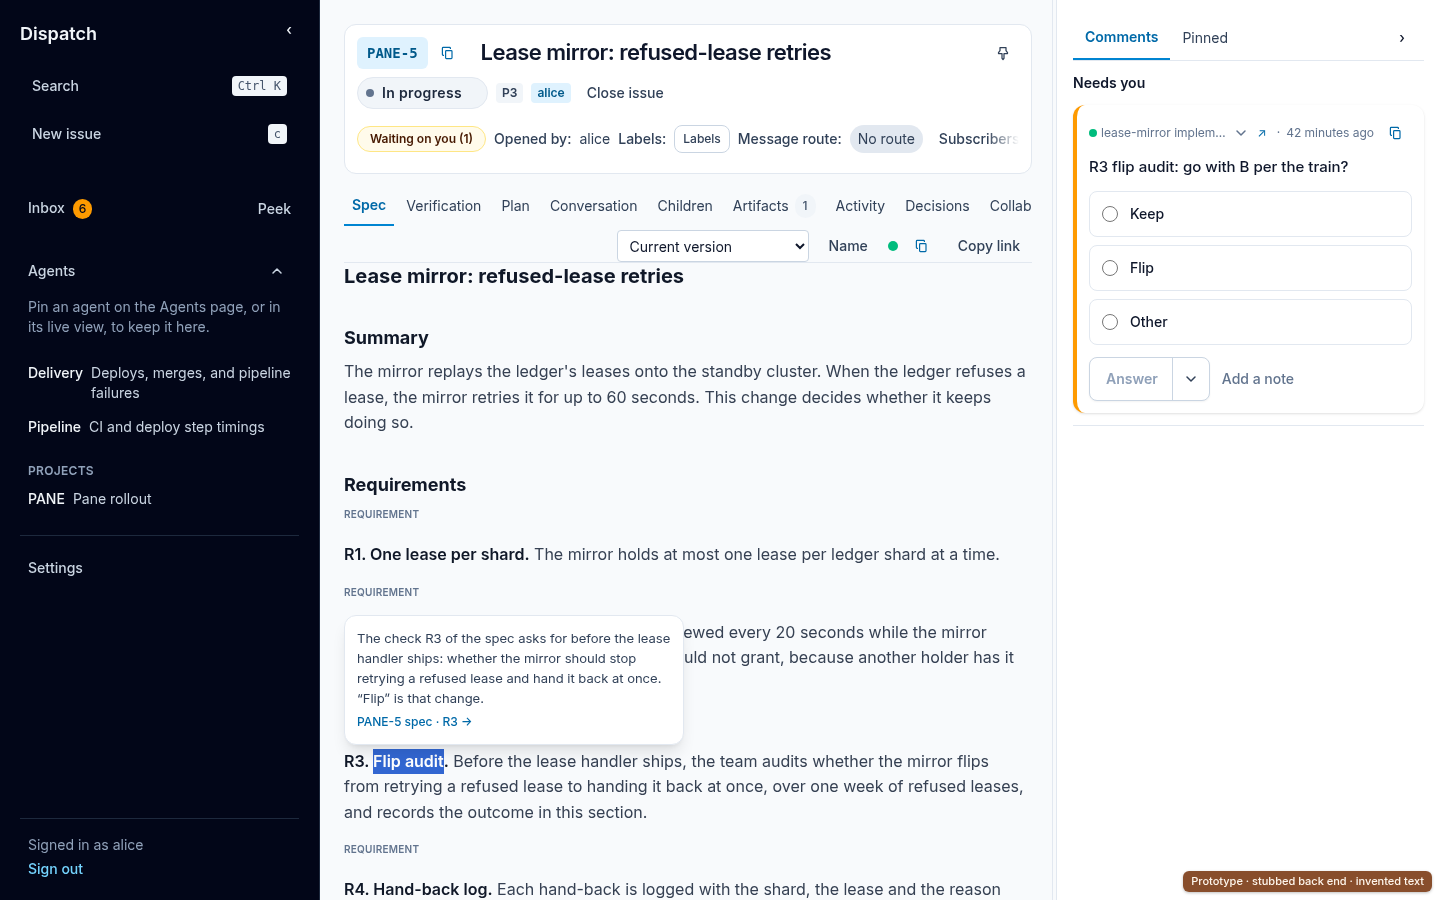 Dispatch
Search
Ctrl K
New issue
c
Inbox 6
Peek
Agents
Pin an agent on the Agents page, or in
its live view, to keep it here.
Delivery Deploys, merges, and pipeline
failures
Pipeline CI and deploy step timings
PROJECTS
PANE Pane rollout
Settings
Signed in as alice
Sign out
PANE-5
Lease mirror: refused-lease retries
In progress
P3
alice
Close issue
Waiting on you (1)
Opened by: alice
Labels: Labels
Message route: No route
Subscribers
Spec
Verification
Plan
Conversation
Children
Artifacts 1
Activity
Decisions
Collab
Current version
Name
Copy link
Lease mirror: refused-lease retries
Summary
The mirror replays the ledger's leases onto the standby cluster. When the ledger refuses a
lease, the mirror retries it for up to 60 seconds. This change decides whether it keeps
doing so.
Requirements
REQUIREMENT
R1. One lease per shard. The mirror holds at most one lease per ledger shard at a time.
REQUIREMENT
ewed every 20 seconds while the mirror
uld not grant, because another holder has it
The check R3 of the spec asks for before the lease
handler ships: whether the mirror should stop
retrying a refused lease and hand it back at once.
“Flip” is that change.
PANE-5 spec · R3 →
R3. Flip audit. Before the lease handler ships, the team audits whether the mirror flips
from retrying a refused lease to handing it back at once, over one week of refused leases,
and records the outcome in this section.
REQUIREMENT
R4. Hand-back log. Each hand-back is logged with the shard, the lease and the reason
Comments
Pinned
Needs you
lease-mirror implem…
· 42 minutes ago
R3 flip audit: go with B per the train?
Keep
Flip
Other
Answer
Add a note
Prototype · stubbed back end · invented text